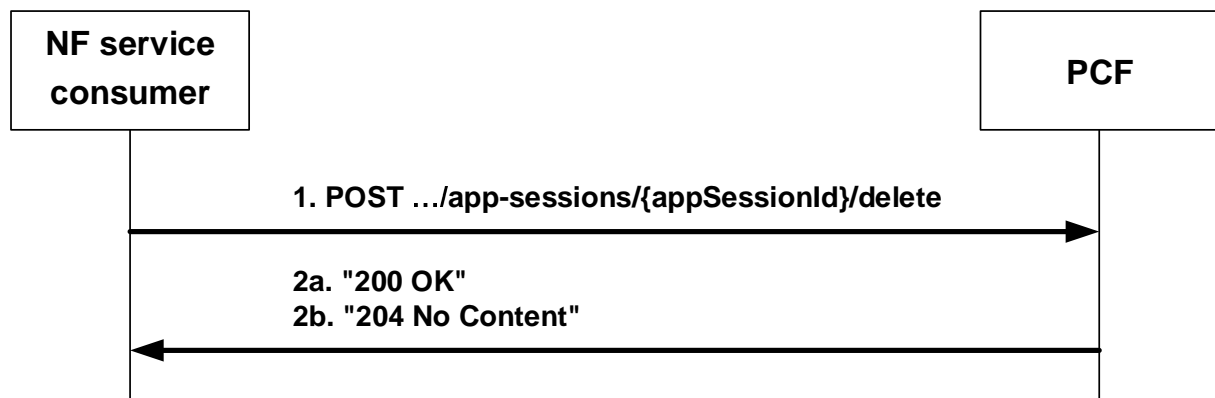 NF service
consumer
PCF
1. POST …/app-sessions/{appSessionId}/delete
2a. "200 OK"
2b. "204 No Content"